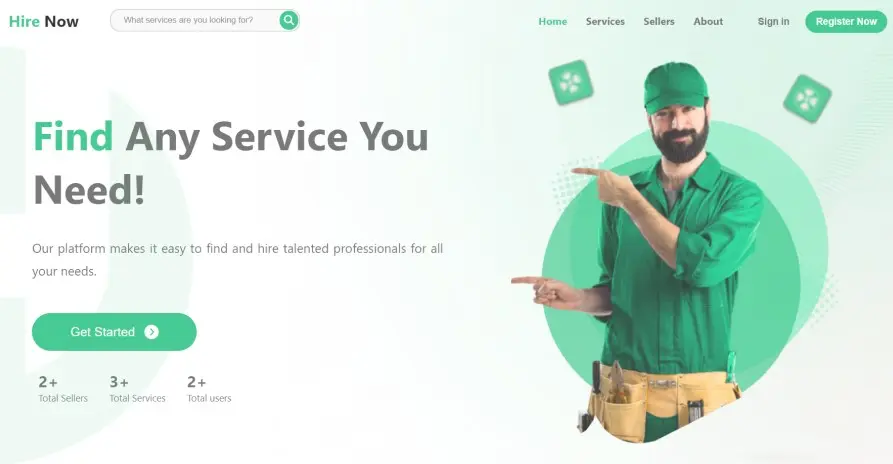 Hire Now
What services are you looking for?
Home
Services
Sellers
About
Sign in
Register Now
Find Any Service You
Need!
Our platform makes it easy to find and hire talented professionals for all
your needs.
Get Started
2+
Total Sellers
3+
Total Services
2+
Total users